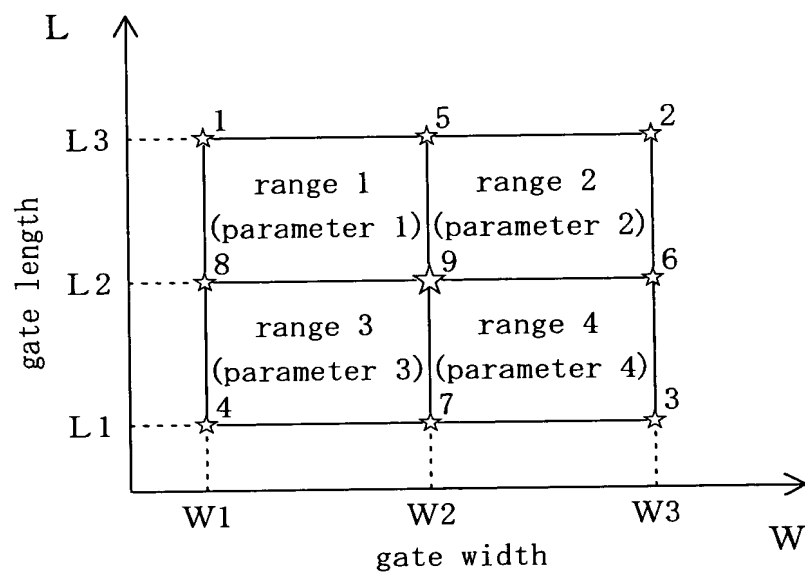 L
1 5 2
L3
range 1 range 2
(parameter 1) (parameter 2)
8 9 6
L2
range 3 range 4
(parameter 3) (parameter 4)
4 7 3
L1
gate length
W1 W2 W3
W
gate width